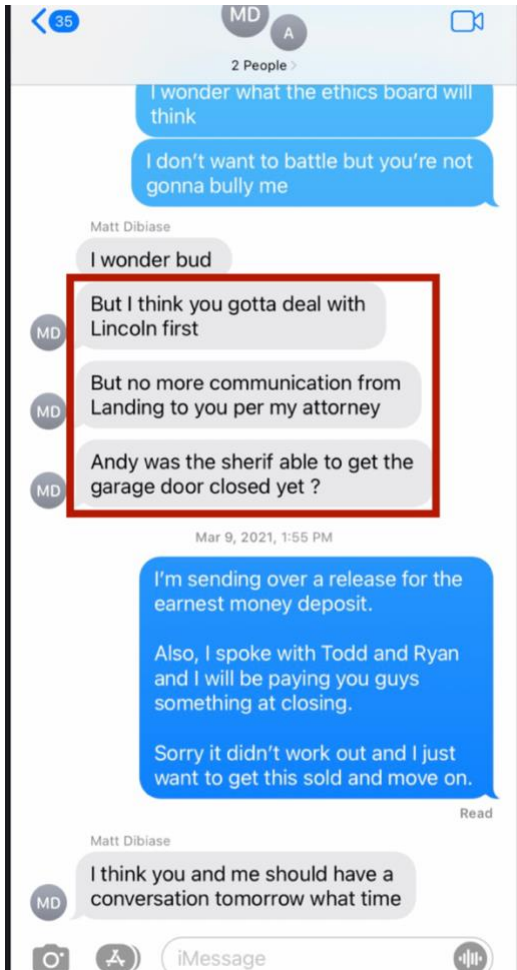 35
MD
A
2 People >
I wonder what the ethics board will
think
I don't want to battle but you're not
gonna bully me
Matt Dibiase
I wonder bud
But I think you gotta deal with
Lincoln first
MD
But no more communication from
Landing to you per my attorney
MD
Andy was the sherif able to get the
garage door closed yet ?
MD
Mar 9, 2021, 1:55 PM
I'm sending over a release for the
earnest money deposit.
Also, I spoke with Todd and Ryan
and I will be paying you guys
something at closing.
Sorry it didn't work out and I just
want to get this sold and move on.
Read
Matt Dibiase
I think you and me should have a
conversation tomorrow what time
MD
iMessage